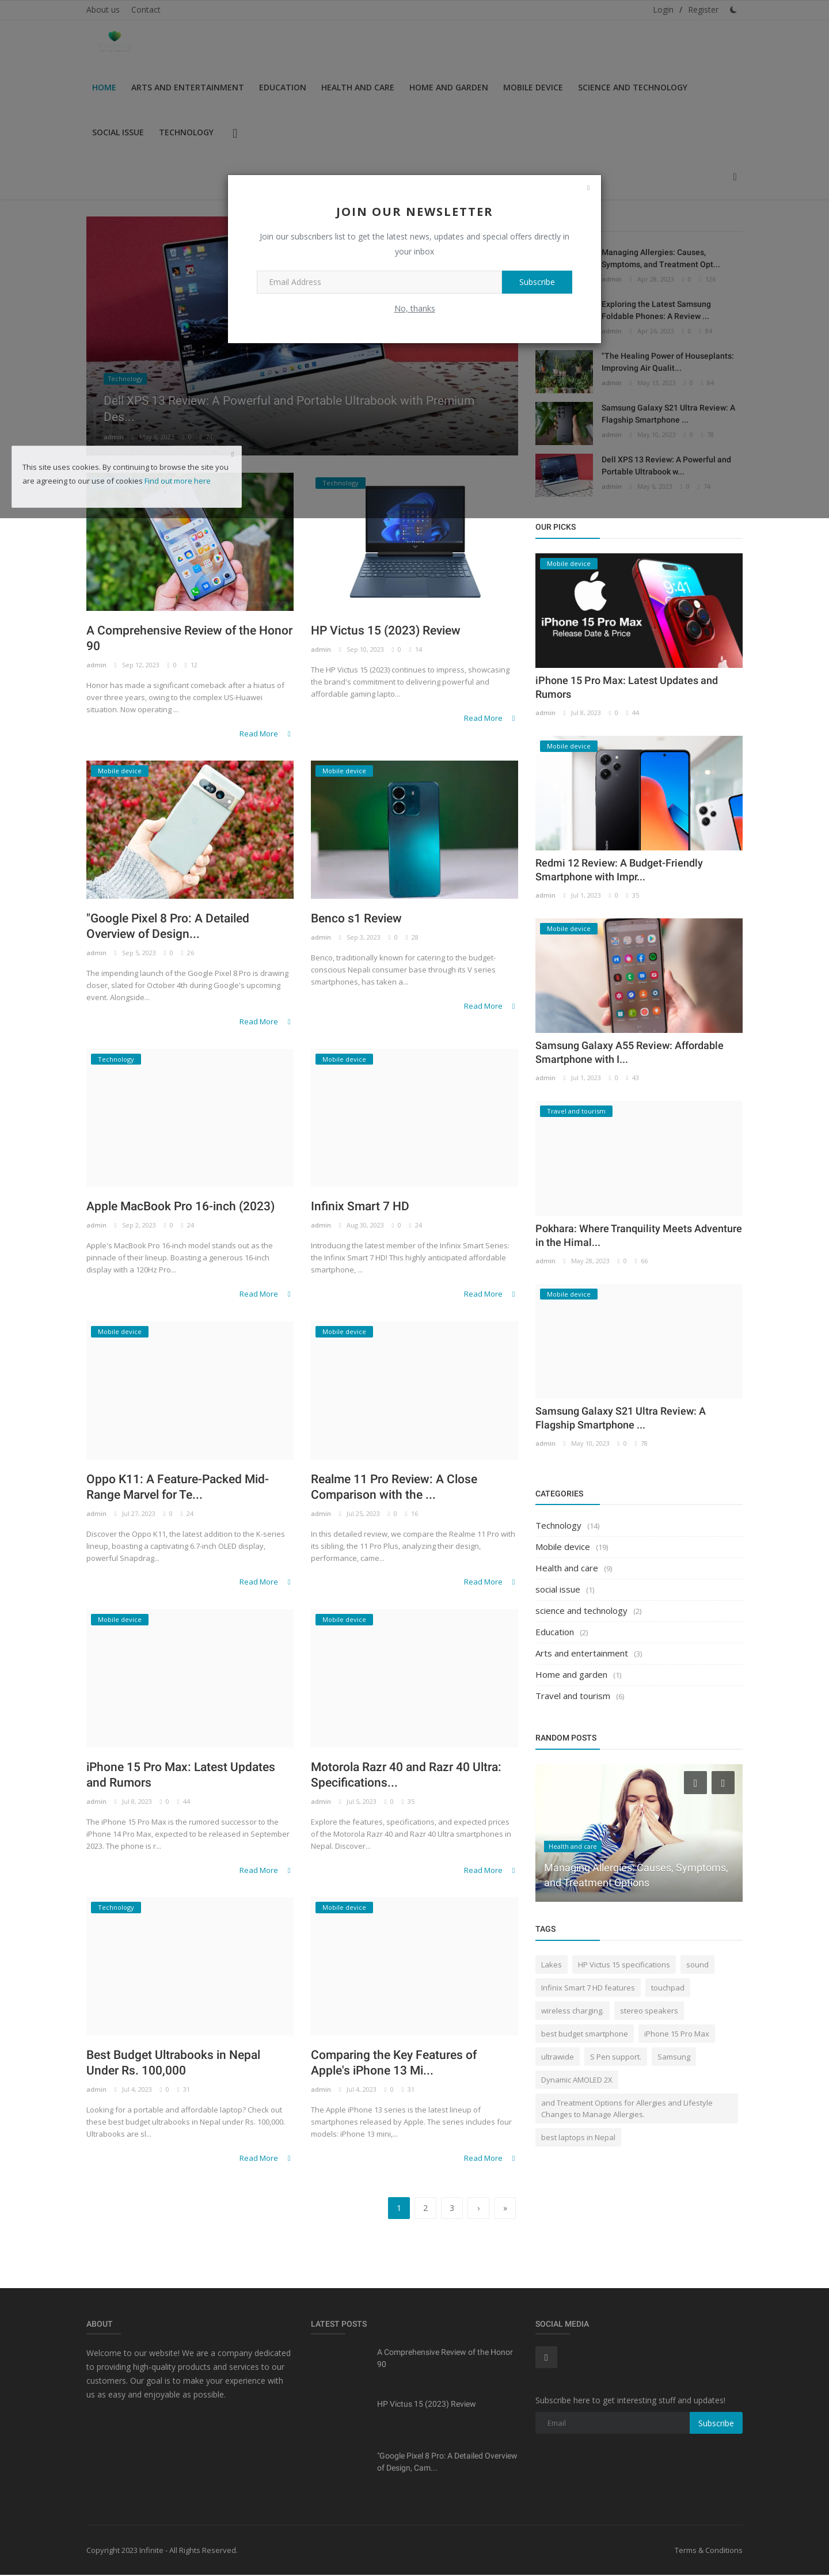 About us Contact
Login / Register
HOME ARTS AND ENTERTAINMENT EDUCATION HEALTH AND CARE HOME AND GARDEN MOBILE DEVICE SCIENCE AND TECHNOLOGY
SOCIAL ISSUE TECHNOLOGY
JOIN OUR NEWSLETTER
Join our subscribers list to get the latest news, updates and special offers directly in
your inbox
Email Address Subscribe
No, thanks
Technology
Dell XPS 13 Review: A Powerful and Portable Ultrabook with Premium
Des...
admin May 6, 2023 0 74
This site uses cookies. By continuing to browse the site you
are agreeing to our use of cookies Find out more here
Managing Allergies: Causes,
Symptoms, and Treatment Opt...
admin Apr 28, 2023 0
Exploring the Latest Samsung
Foldable Phones: A Review ...
admin Apr 26, 2023 0 84
"The Healing Power of Houseplants:
Improving Air Qualit...
admin May 13, 2023 0 84
Samsung Galaxy S21 Ultra Review: A
Flagship Smartphone ...
admin May 10, 2023 0 78
Dell XPS 13 Review: A Powerful and
Portable Ultrabook w...
admin May 6, 2023 0 74
A Comprehensive Review of the Honor
90
admin Sep 12, 2023 0 12
Honor has made a significant comeback after a hiatus of
over three years, owing to the complex US-Huawei
situation. Now operating ...
Read More
Technology
HP Victus 15 (2023) Review
admin Sep 10, 2023 0 14
The HP Victus 15 (2023) continues to impress, showcasing
the brand's commitment to delivering powerful and
affordable gaming lapto...
Read More
Mobile device
"Google Pixel 8 Pro: A Detailed
Overview of Design...
admin Sep 5, 2023 0 26
The impending launch of the Google Pixel 8 Pro is drawing
closer, slated for October 4th during Google's upcoming
event. Alongside...
Read More
Mobile device
Benco s1 Review
admin Sep 3, 2023 0 28
Benco, traditionally known for catering to the budget-
conscious Nepali consumer base through its V series
smartphones, has taken a...
Read More
Technology
Apple MacBook Pro 16-inch (2023)
admin Sep 2, 2023 0 24
Apple's MacBook Pro 16-inch model stands out as the
pinnacle of their lineup. Boasting a generous 16-inch
display with a 120Hz Pro...
Read More
Mobile device
Infinix Smart 7 HD
admin Aug 30, 2023 0 24
Introducing the latest member of the Infinix Smart Series:
the Infinix Smart 7 HD! This highly anticipated affordable
smartphone, ...
Read More
Mobile device
Oppo K11: A Feature-Packed Mid-
Range Marvel for Te...
admin Jul 27, 2023 0 24
Discover the Oppo K11, the latest addition to the K-series
lineup, boasting a captivating 6.7-inch OLED display,
powerful Snapdrag...
Read More
Mobile device
Realme 11 Pro Review: A Close
Comparison with the ...
admin Jul 25, 2023 0 16
In this detailed review, we compare the Realme 11 Pro with
its sibling, the 11 Pro Plus, analyzing their design,
performance, came...
Read More
Mobile device
iPhone 15 Pro Max: Latest Updates
and Rumors
admin Jul 8, 2023 0 44
The iPhone 15 Pro Max is the rumored successor to the
iPhone 14 Pro Max, expected to be released in September
2023. The phone is r...
Read More
Mobile device
Motorola Razr 40 and Razr 40 Ultra:
Specifications...
admin Jul 5, 2023 0 35
Explore the features, specifications, and expected prices
of the Motorola Razr 40 and Razr 40 Ultra smartphones in
Nepal. Discover...
Read More
Technology
Best Budget Ultrabooks in Nepal
Under Rs. 100,000
admin Jul 4, 2023 0 31
Looking for a portable and affordable laptop? Check out
these best budget ultrabooks in Nepal under Rs. 100,000.
Ultrabooks are sl...
Read More
Mobile device
Comparing the Key Features of
Apple's iPhone 13 Mi...
admin Jul 4, 2023 0 31
The Apple iPhone 13 series is the latest lineup of
smartphones released by Apple. The series includes four
models: iPhone 13 mini,...
Read More
1 2 3 › »
OUR PICKS
Mobile device
iPhone 15 Pro Max
Release Date & Price
iPhone 15 Pro Max: Latest Updates and
Rumors
admin Jul 8, 2023 0 44
Mobile device
Redmi 12 Review: A Budget-Friendly
Smartphone with Impr...
admin Jul 1, 2023 0 35
Mobile device
Samsung Galaxy A55 Review: Affordable
Smartphone with I...
admin Jul 1, 2023 0 43
Travel and tourism
Pokhara: Where Tranquility Meets Adventure
in the Himal...
admin May 28, 2023 0 66
Mobile device
Samsung Galaxy S21 Ultra Review: A
Flagship Smartphone ...
admin May 10, 2023 0 78
CATEGORIES
Technology (14)
Mobile device (19)
Health and care (9)
social issue (1)
science and technology (2)
Education (2)
Arts and entertainment (3)
Home and garden (1)
Travel and tourism (6)
RANDOM POSTS
Health and care
Managing Allergies: Causes, Symptoms,
and Treatment Options
TAGS
Lakes HP Victus 15 specifications sound
Infinix Smart 7 HD features touchpad
wireless charging. stereo speakers
best budget smartphone iPhone 15 Pro Max
ultrawide S Pen support. Samsung
Dynamic AMOLED 2X
and Treatment Options for Allergies and Lifestyle
Changes to Manage Allergies.
best laptops in Nepal
ABOUT
Welcome to our website! We are a company dedicated
to providing high-quality products and services to our
customers. Our goal is to make your experience with
us as easy and enjoyable as possible.
LATEST POSTS
A Comprehensive Review of the Honor
90
HP Victus 15 (2023) Review
"Google Pixel 8 Pro: A Detailed Overview
of Design, Cam...
SOCIAL MEDIA
Subscribe here to get interesting stuff and updates!
Email Subscribe
Copyright 2023 Infinite - All Rights Reserved.
Terms & Conditions